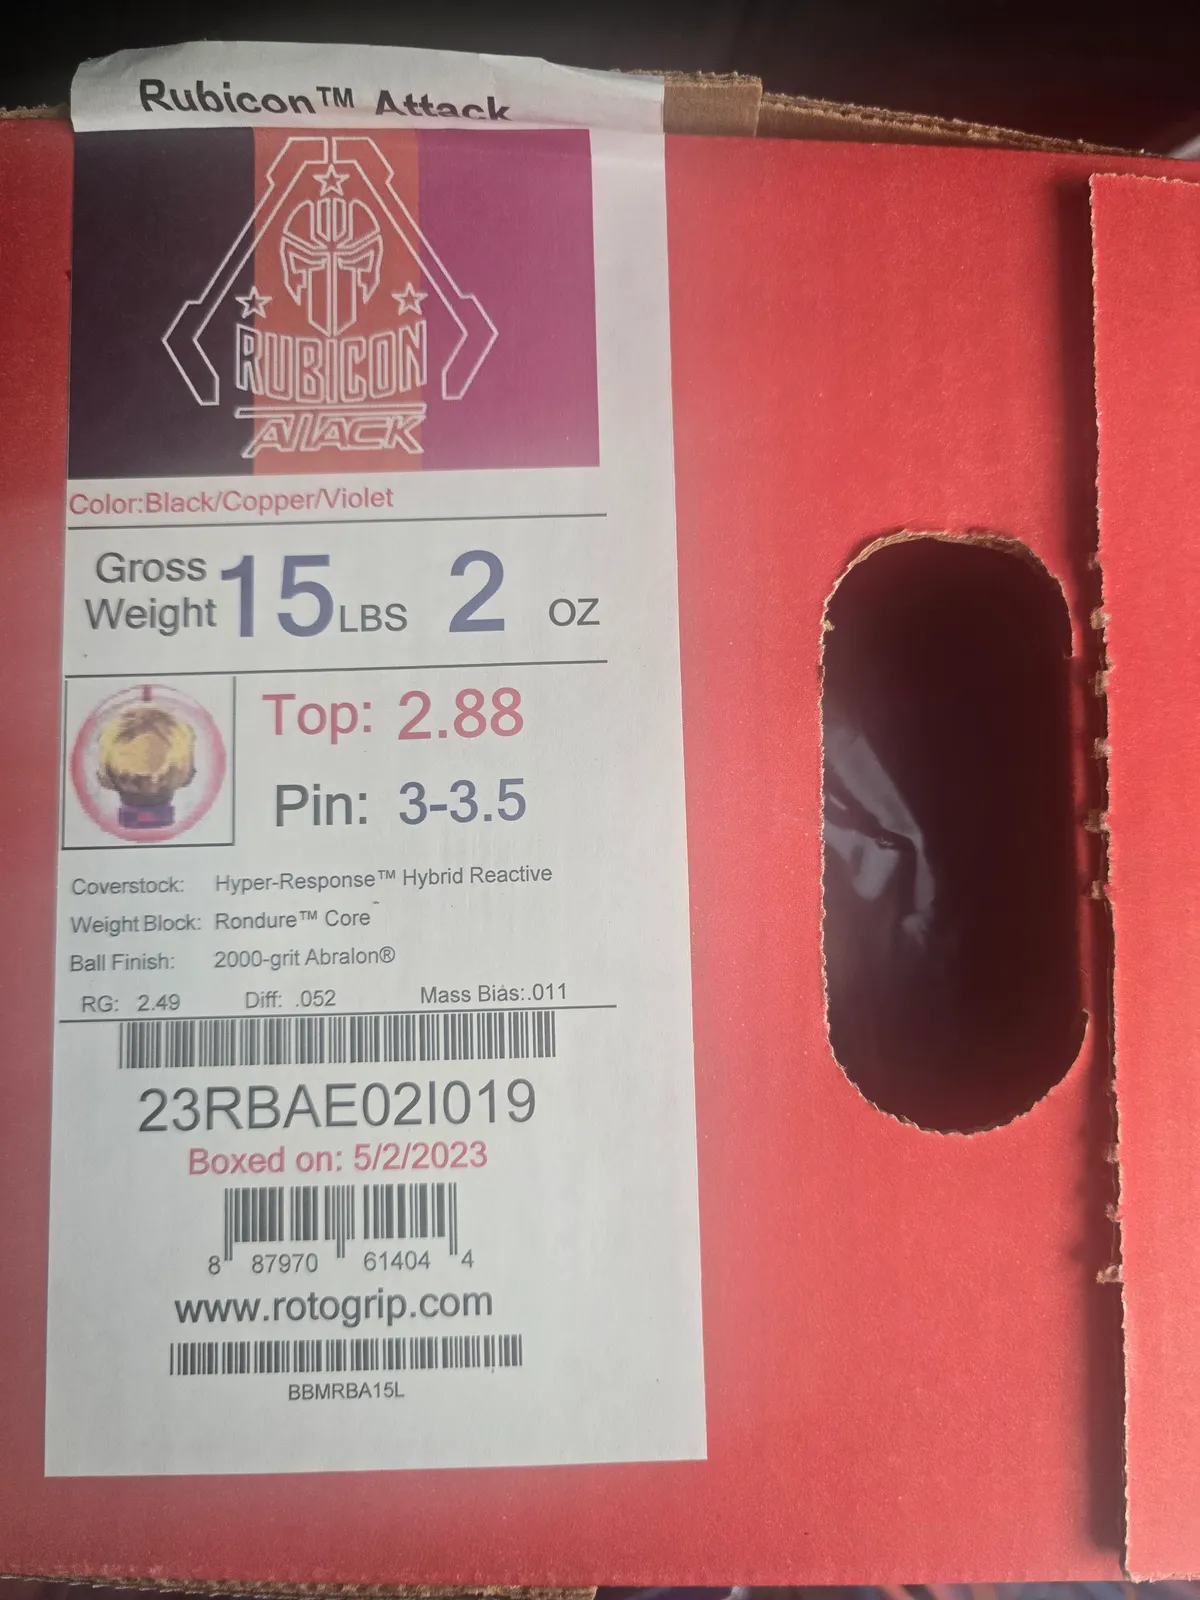 Rubicon™ Attack
RUBICON
ATTACK
Color:Black/Copper/Violet
Gross Weight 15 LBS 2 OZ
Top: 2.88
Pin: 3-3.5
Coverstock: Hyper-Response™ Hybrid Reactive
Weight Block: Rondure™ Core
Ball Finish: 2000-grit Abralon®
RG: 2.49 Diff: .052 Mass Bias:.011
23RBAE02I019
Boxed on: 5/2/2023
8 87970 61404 4
www.rotogrip.com
BBMRBA15L